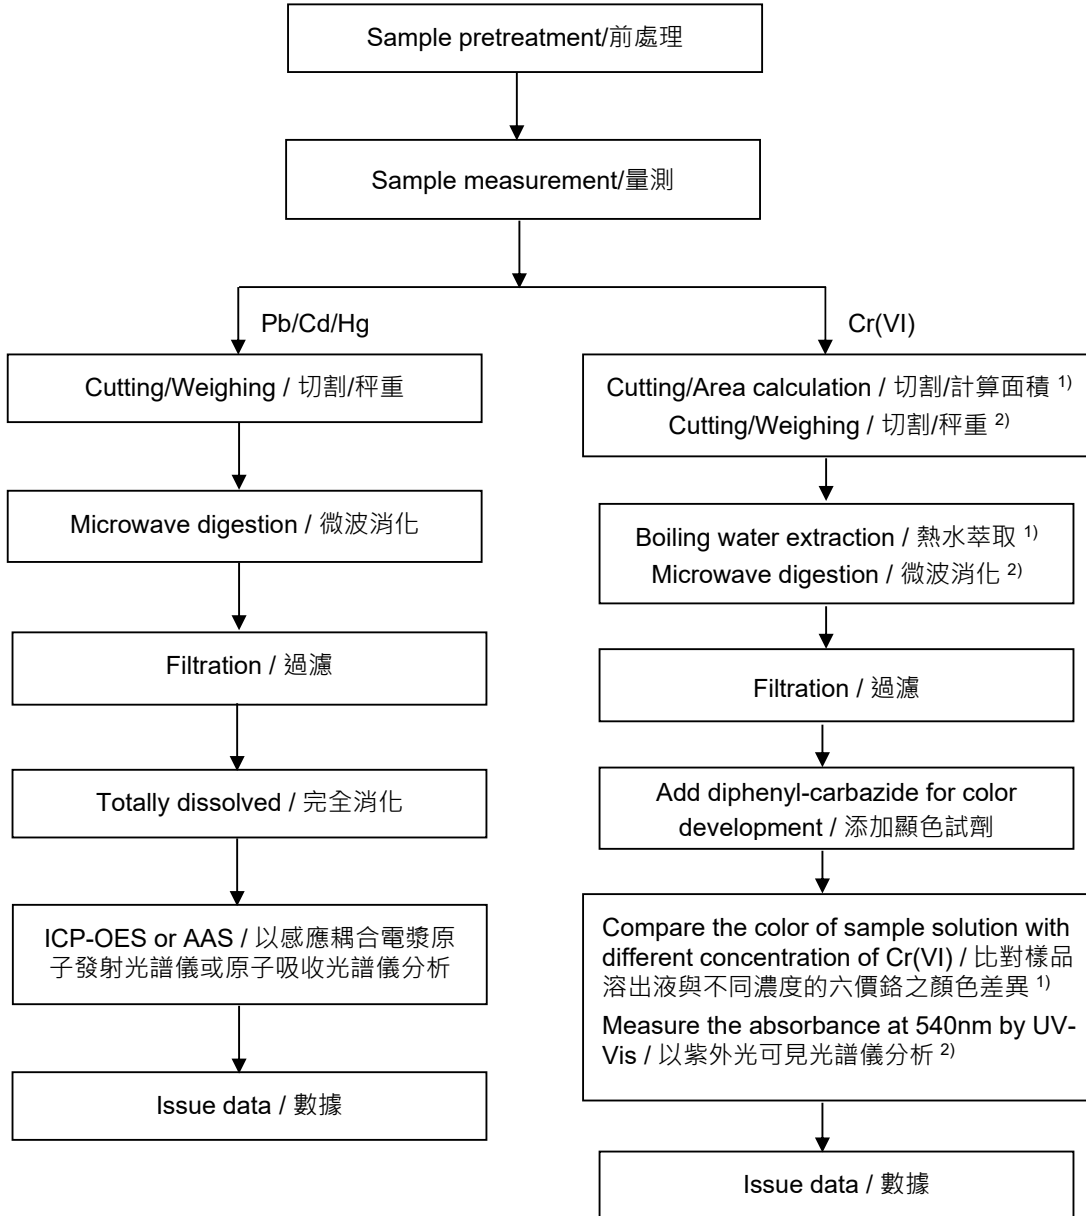 Sample pretreatment/前處理
Sample measurement/量測
Pb/Cd/Hg
Cutting/Weighing / 切割/秤重
Microwave digestion / 微波消化
Filtration / 過濾
Totally dissolved / 完全消化
ICP-OES or AAS / 以感應耦合電漿原
子發射光譜儀或原子吸收光譜儀分析
Issue data / 數據
Cr(VI)
Cutting/Area calculation / 切割/計算面積 1)
Cutting/Weighing / 切割/秤重 2)
Boiling water extraction / 熱水萃取 1)
Microwave digestion / 微波消化 2)
Filtration / 過濾
Add diphenyl-carbazide for color
development / 添加顯色試劑
Compare the color of sample solution with
different concentration of Cr(VI) / 比對樣品
溶出液與不同濃度的六價鉻之顏色差異 1)
Measure the absorbance at 540nm by UV-
Vis / 以紫外光可見光譜儀分析 2)
Issue data / 數據